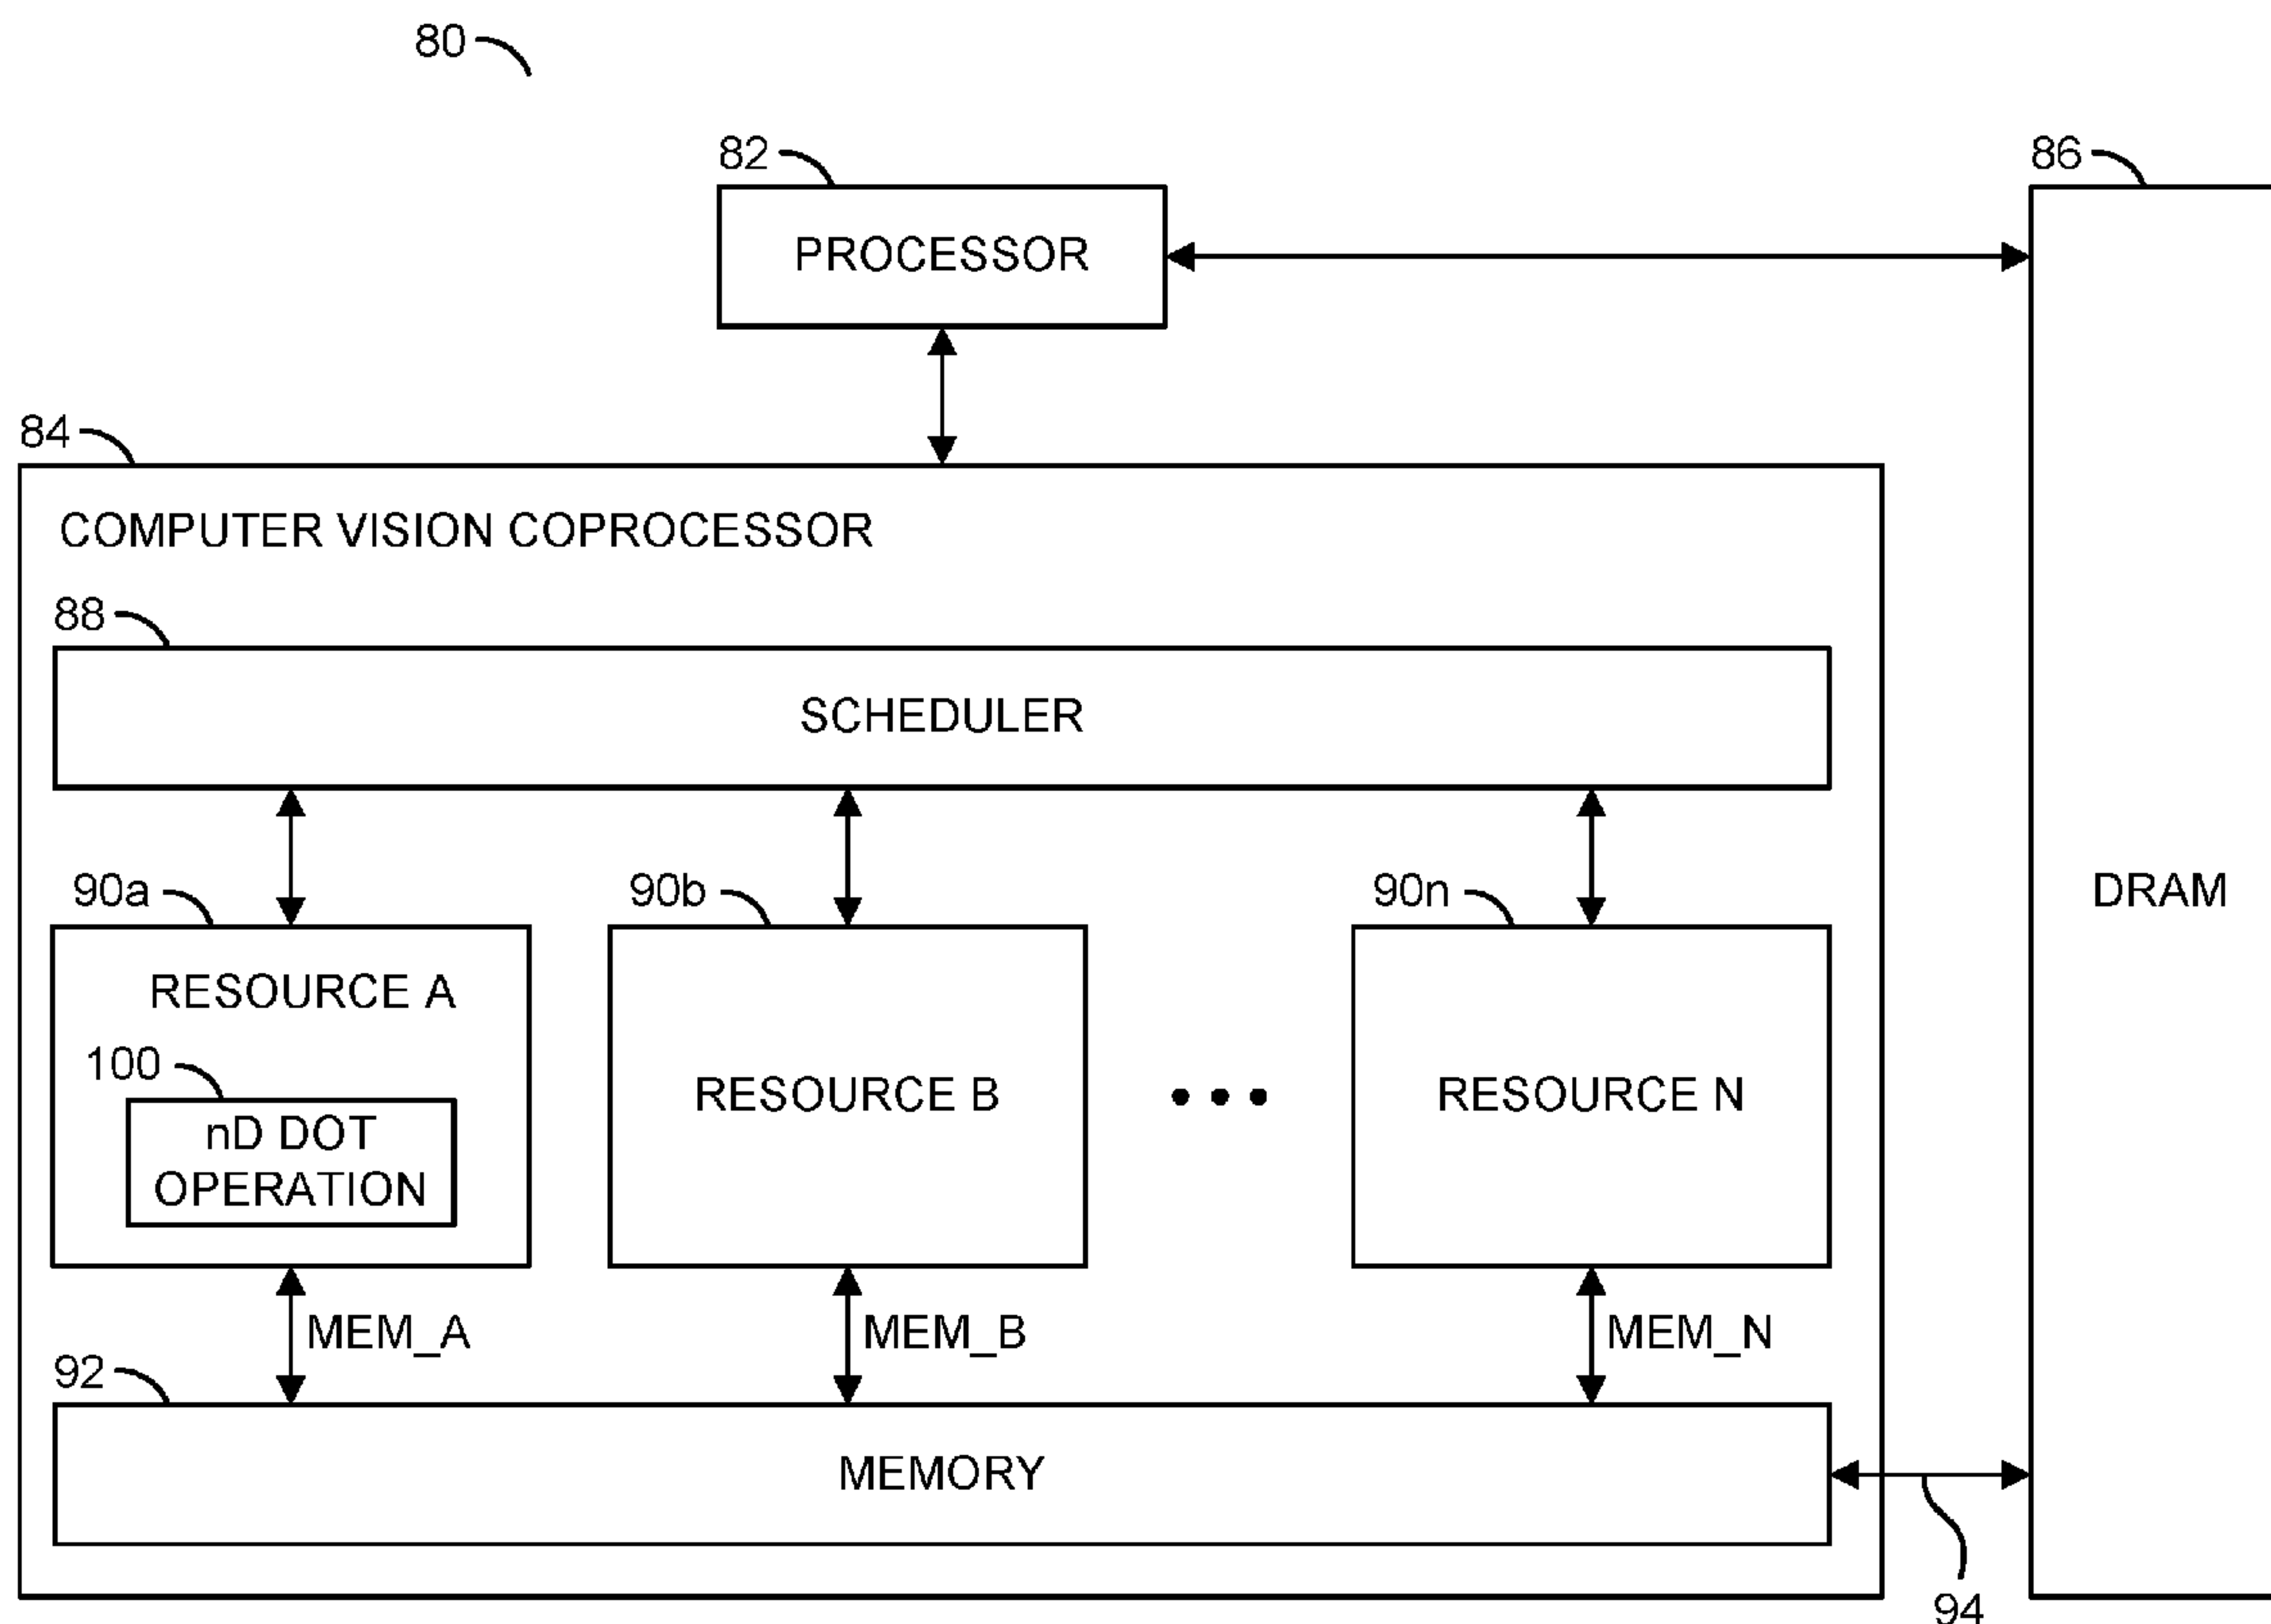 80
82
86
PROCESSOR
84
COMPUTER VISION COPROCESSOR
88
SCHEDULER
90a
90b
90n
DRAM
RESOURCE A
100
nD DOT
OPERATION
RESOURCE B
RESOURCE N
MEM_A
MEM_B
MEM_N
92
MEMORY
94